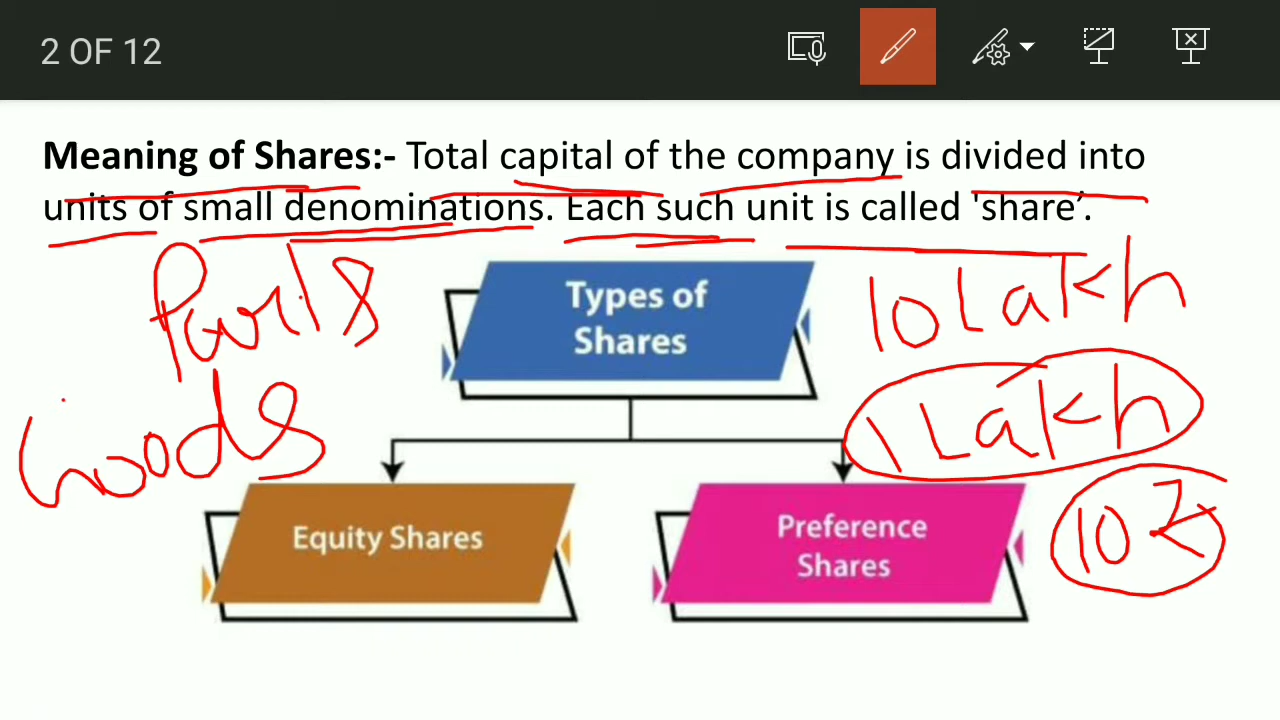 2 OF 12
Meaning of Shares:- Total capital of the company is divided into
units of small denominations. Each such unit is called 'share'.
Parts
10 Lakh
Types of
Shares
Goods
1 Lakh
Equity Shares
Preference
Shares
10